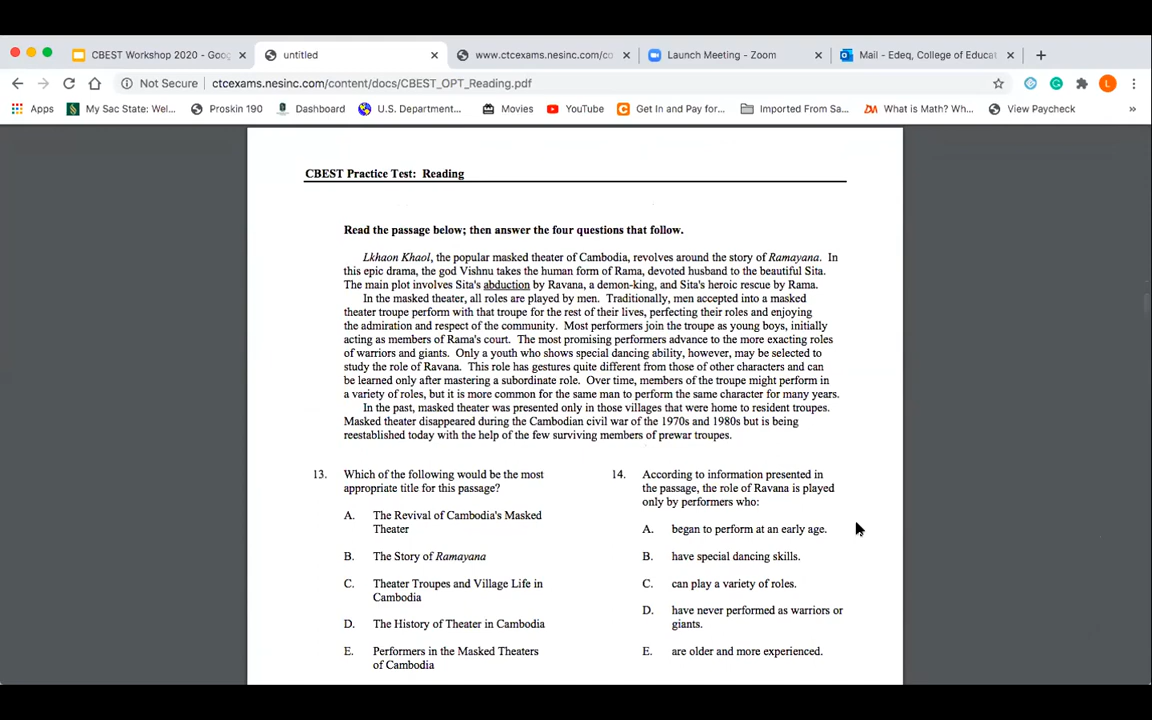 CBEST Workshop 2020 - Goog
untitled
www.ctcexams.nesinc.com/co
Launch Meeting - Zoom
Mail - Edeq, College of Educat
Not Secure
ctcexams.nesinc.com/content/docs/CBEST_OPT_Reading.pdf
L
Apps
My Sac State: Wel...
Proskin 190
Dashboard
U.S. Department...
Movies
YouTube
Get In and Pay for...
Imported From Sa...
What is Math? Wh...
View Paycheck
»
CBEST Practice Test: Reading
Read the passage below; then answer the four questions that follow.
Lkhaon Khaol, the popular masked theater of Cambodia, revolves around the story of Ramayana. In
this epic drama, the god Vishnu takes the human form of Rama, devoted husband to the beautiful Sita.
The main plot involves Sita's abduction by Ravana, a demon-king, and Sita's heroic rescue by Rama.
In the masked theater, all roles are played by men. Traditionally, men accepted into a masked
theater troupe perform with that troupe for the rest of their lives, perfecting their roles and enjoying
the admiration and respect of the community. Most performers join the troupe as young boys, initially
acting as members of Rama's court. The most promising performers advance to the more exacting roles
of warriors and giants. Only a youth who shows special dancing ability, however, may be selected to
study the role of Ravana. This role has gestures quite different from those of other characters and can
be learned only after mastering a subordinate role. Over time, members of the troupe might perform in
a variety of roles, but it is more common for the same man to perform the same character for many years.
In the past, masked theater was presented only in those villages that were home to resident troupes.
Masked theater disappeared during the Cambodian civil war of the 1970s and 1980s but is being
reestablished today with the help of the few surviving members of prewar troupes.
13. Which of the following would be the most
appropriate title for this passage?
A. The Revival of Cambodia's Masked
Theater
B. The Story of Ramayana
C. Theater Troupes and Village Life in
Cambodia
D. The History of Theater in Cambodia
E. Performers in the Masked Theaters
of Cambodia
14. According to information presented in
the passage, the role of Ravana is played
only by performers who:
A. began to perform at an early age.
B. have special dancing skills.
C. can play a variety of roles.
D. have never performed as warriors or
giants.
E. are older and more experienced.